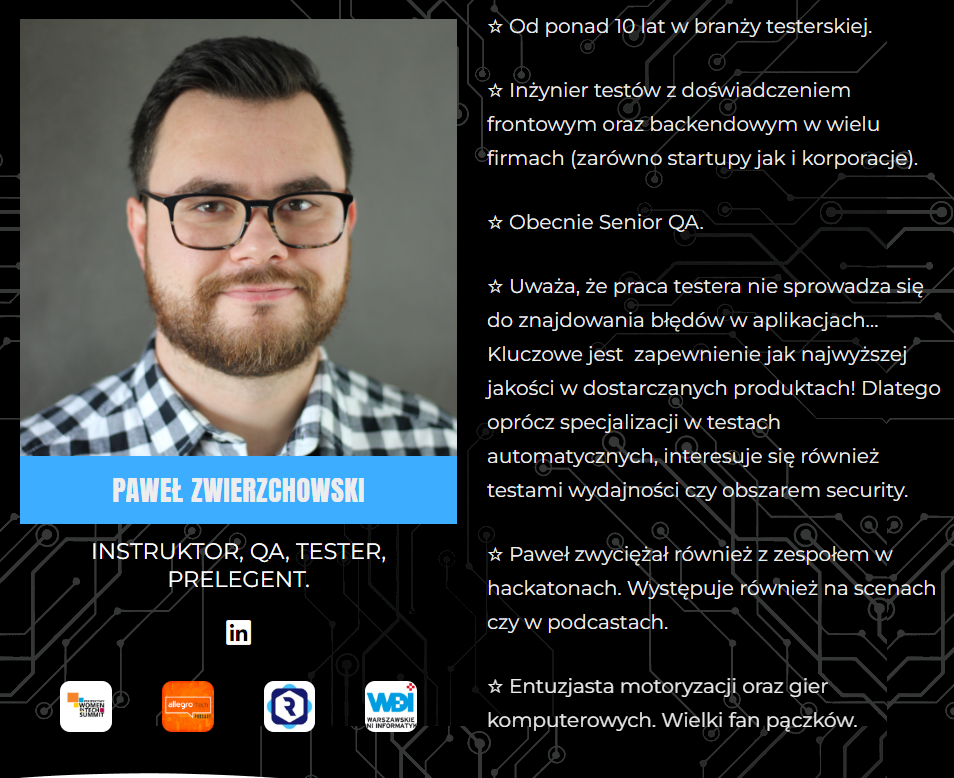 ☆ Od ponad 10 lat w branży testerskiej.
☆ Inżynier testów z doświadczeniem
frontowym oraz backendowym w wielu
firmach (zarówno startupy jak i korporacje).
☆ Obecnie Senior QA.
☆ Uważa, że praca testera nie sprowadza się
do znajdowania błędów w aplikacjach...
Kluczowe jest  zapewnienie jak najwyższej
jakości w dostarczanych produktach! Dlatego
oprócz specjalizacji w testach
automatycznych, interesuje się również
testami wydajności czy obszarem security.
☆ Paweł zwyciężał również z zespołem w
hackatonach. Występuje również na scenach
czy w podcastach.
☆ Entuzjasta motoryzacji oraz gier
komputerowych. Wielki fan pączków.
PAWEŁ ZWIERZCHOWSKI
INSTRUKTOR, QA, TESTER,
PRELEGENT.
in
WOMEN
IN TECH
SUMMIT
allegro Tech
PODCAST
R
WDI
WARSZAWSKIE
NI INFORMATYK